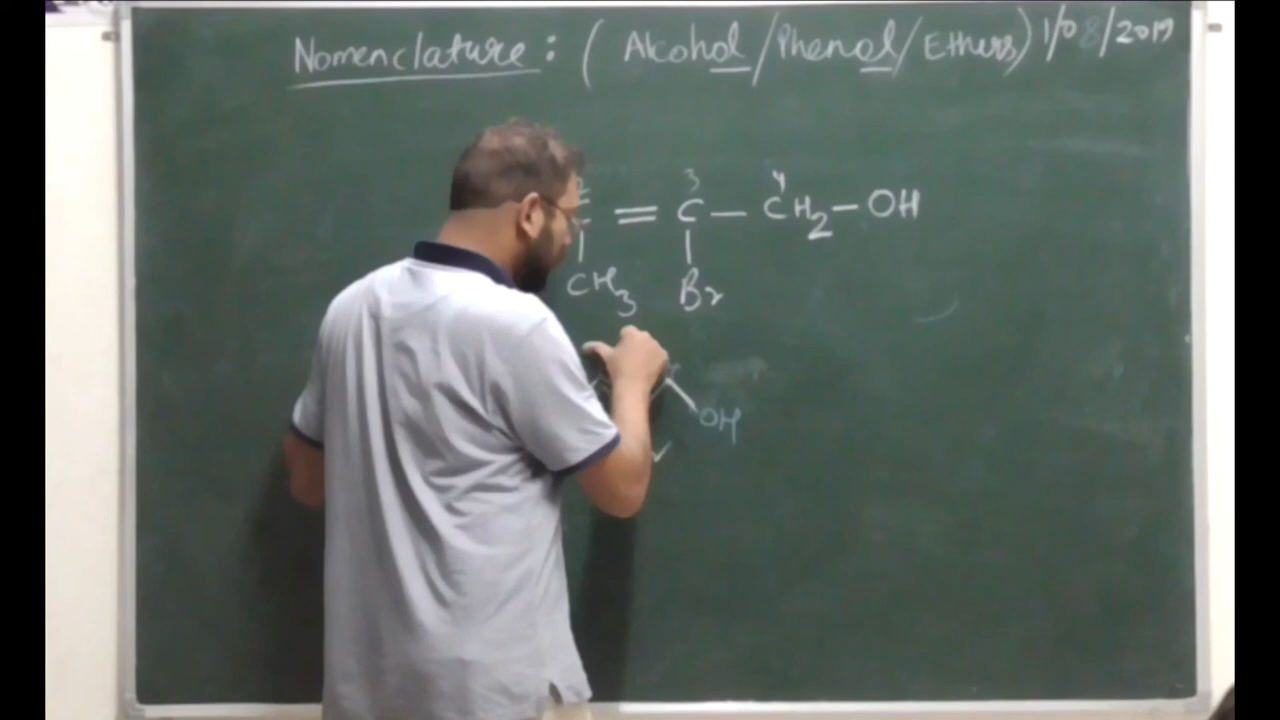 Nomenclature : ( Alcohol / Phenol / Ethers) 1/08/2019
3 4
= C – CH2 – OH
CH3 Br
OH